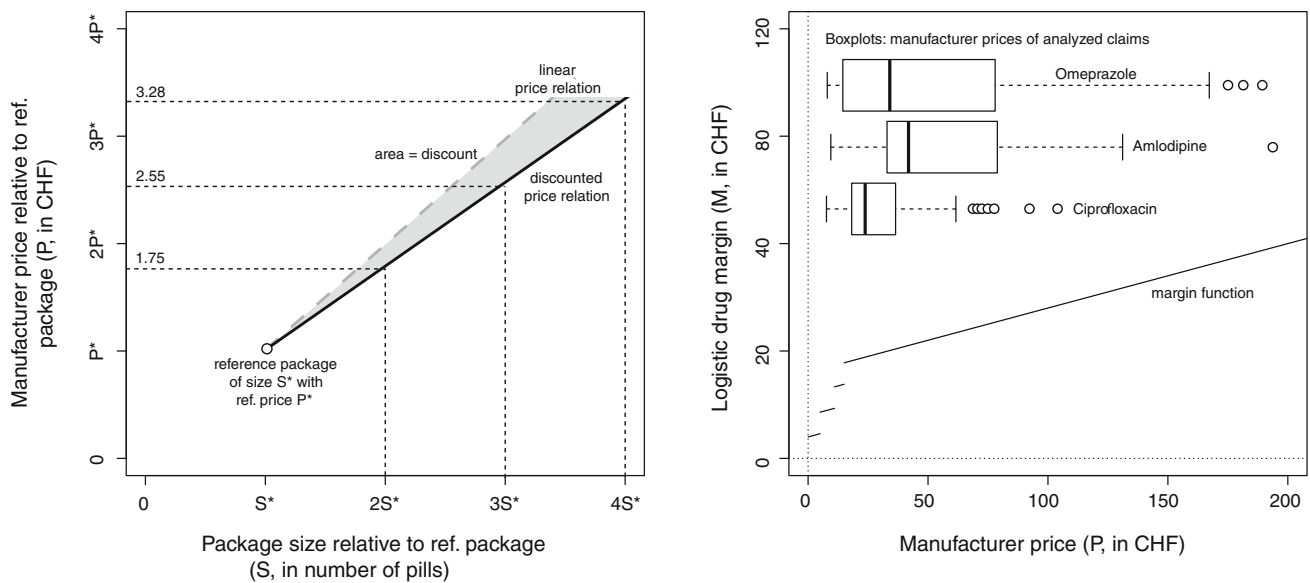 Manufacturer price relative to ref.
package (P, in CHF)
4P*
3P*
2P*
P*
0
3.28
2.55
1.75
linear
price relation
area = discount
discounted
price relation
reference package
of size S* with
ref. price P*
0
S*
2S*
3S*
4S*
Package size relative to ref. package
(S, in number of pills)
Logistic drug margin (M, in CHF)
120
80
40
20
0
Boxplots: manufacturer prices of analyzed claims
Omeprazole
Amlodipine
Ciprofloxacin
margin function
0
50
100
150
200
Manufacturer price (P, in CHF)